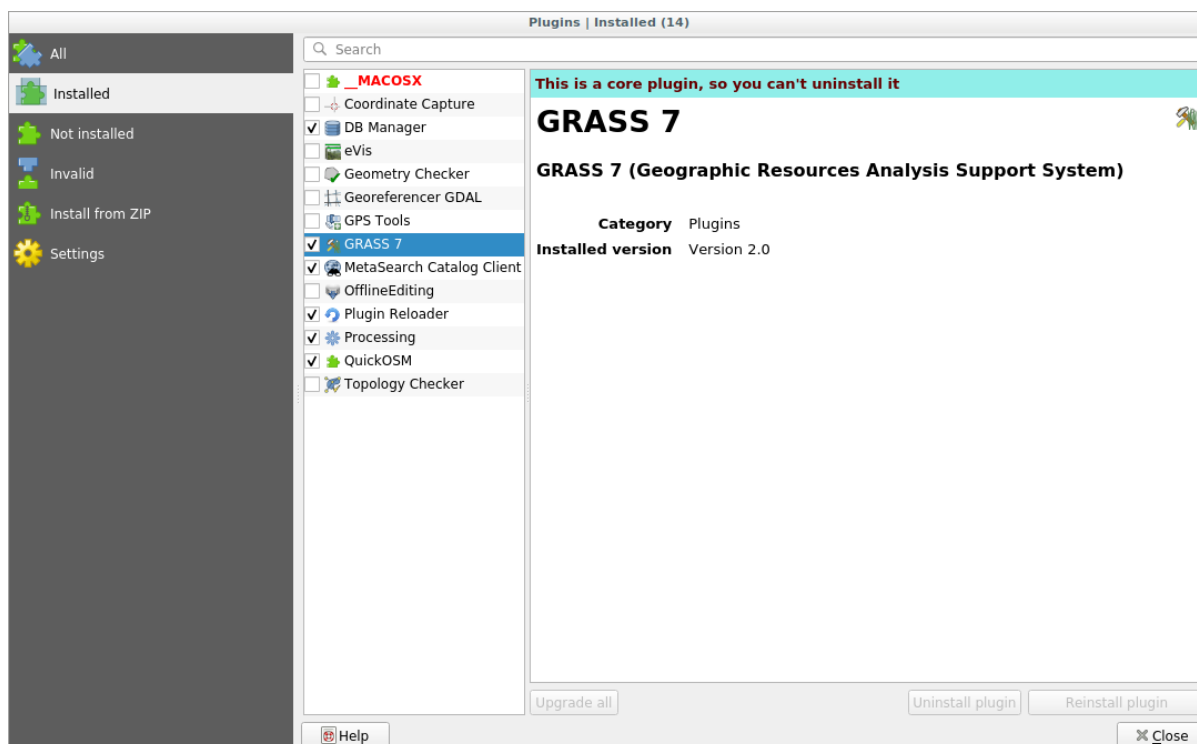 Plugins | Installed (14)
All
Installed
Not installed
Invalid
Install from ZIP
Settings
Search
__MACOSX
Coordinate Capture
DB Manager
eVis
Geometry Checker
Georeferencer GDAL
GPS Tools
GRASS 7
MetaSearch Catalog Client
OfflineEditing
Plugin Reloader
Processing
QuickOSM
Topology Checker
This is a core plugin, so you can't uninstall it
GRASS 7
GRASS 7 (Geographic Resources Analysis Support System)
Category Plugins
Installed version Version 2.0
Upgrade all
Uninstall plugin
Reinstall plugin
Help
Close